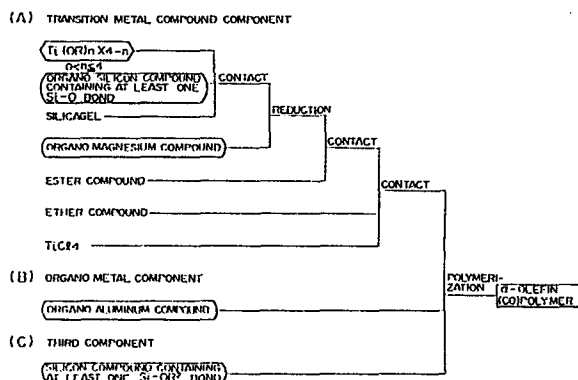 (A) TRANSITION METAL COMPOUND COMPONENT
Ti(OR)nX4-n
0<n≦4
ORGANO SILICON COMPOUND
CONTAINING AT LEAST ONE
Si-O BOND
CONTACT
SILICAGEL
REDUCTION
ORGANO MAGNESIUM COMPOUND
CONTACT
ESTER COMPOUND
CONTACT
ETHER COMPOUND
TiCl4
(B) ORGANO METAL COMPONENT
POLYMERI-
ZATION
α-OLEFIN
(CO)POLYMER
ORGANO ALUMINUM COMPOUND
(C) THIRD COMPONENT
SILICON COMPOUND CONTAINING
AT LEAST ONE Si-OR² BOND